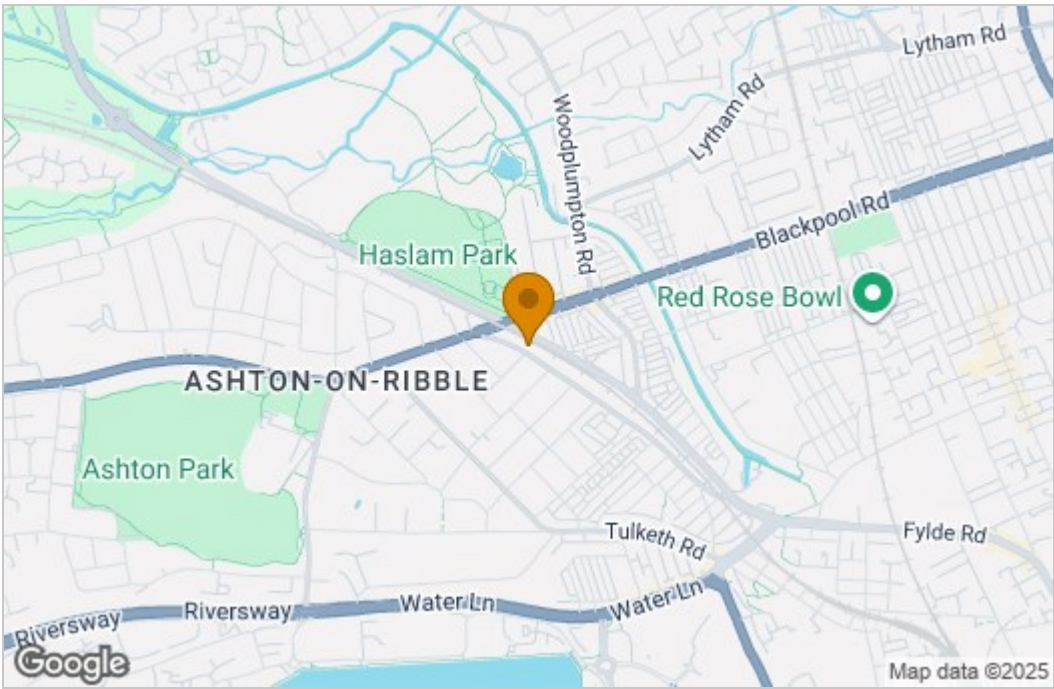 Lytham Rd
Lytham Rd
Woodplumpton Rd
Blackpool Rd
Haslam Park
Red Rose Bowl
ASHTON-ON-RIBBLE
Ashton Park
Tulketh Rd
Fylde Rd
Riversway
Riversway
Water Ln
Water Ln
Google
Map data ©2025